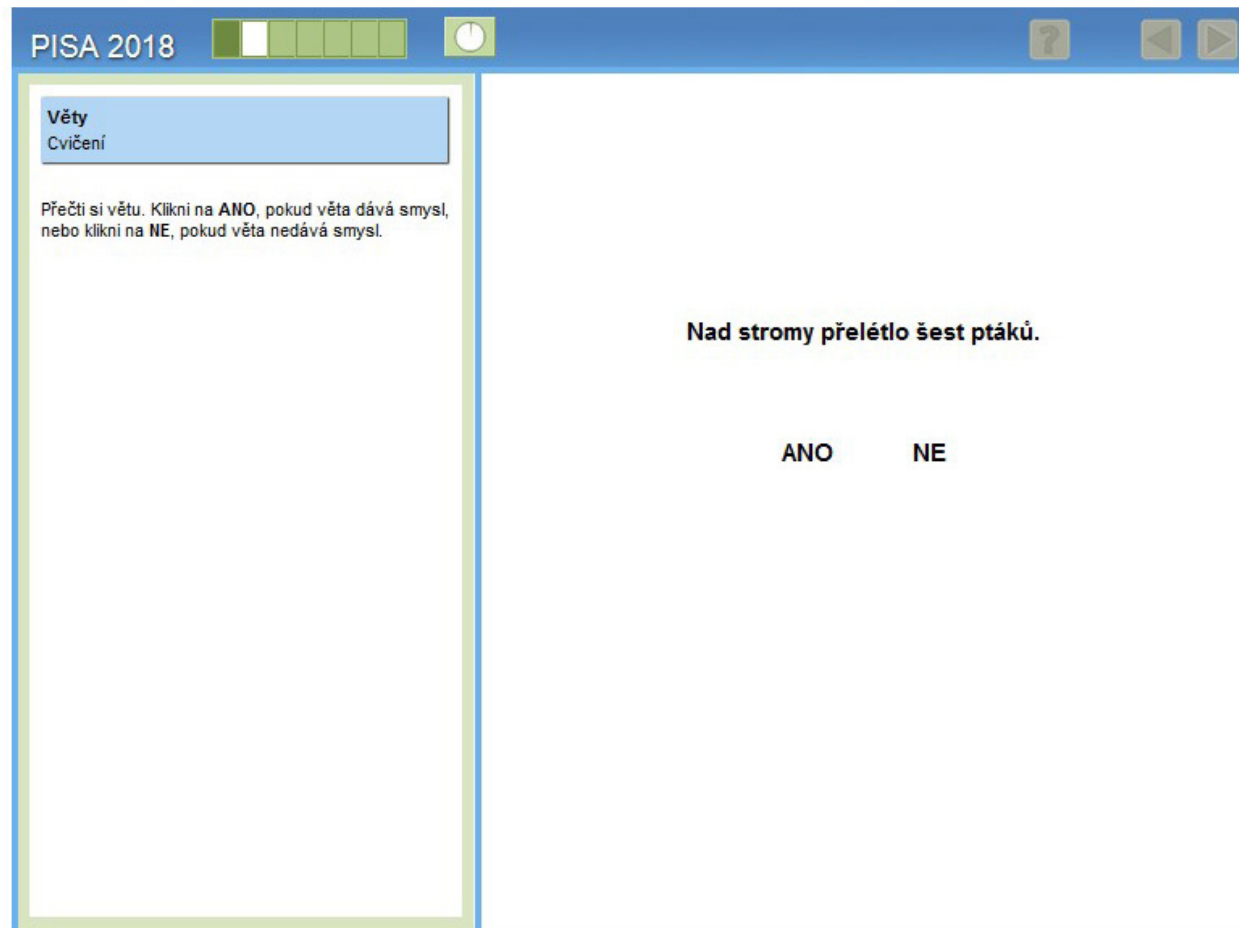 PISA 2018
?
Věty
Cvičení
Přečti si větu. Klikni na ANO, pokud věta dává smysl,
nebo klikni na NE, pokud věta nedává smysl.
Nad stromy přelétlo šest ptáků.
ANO NE